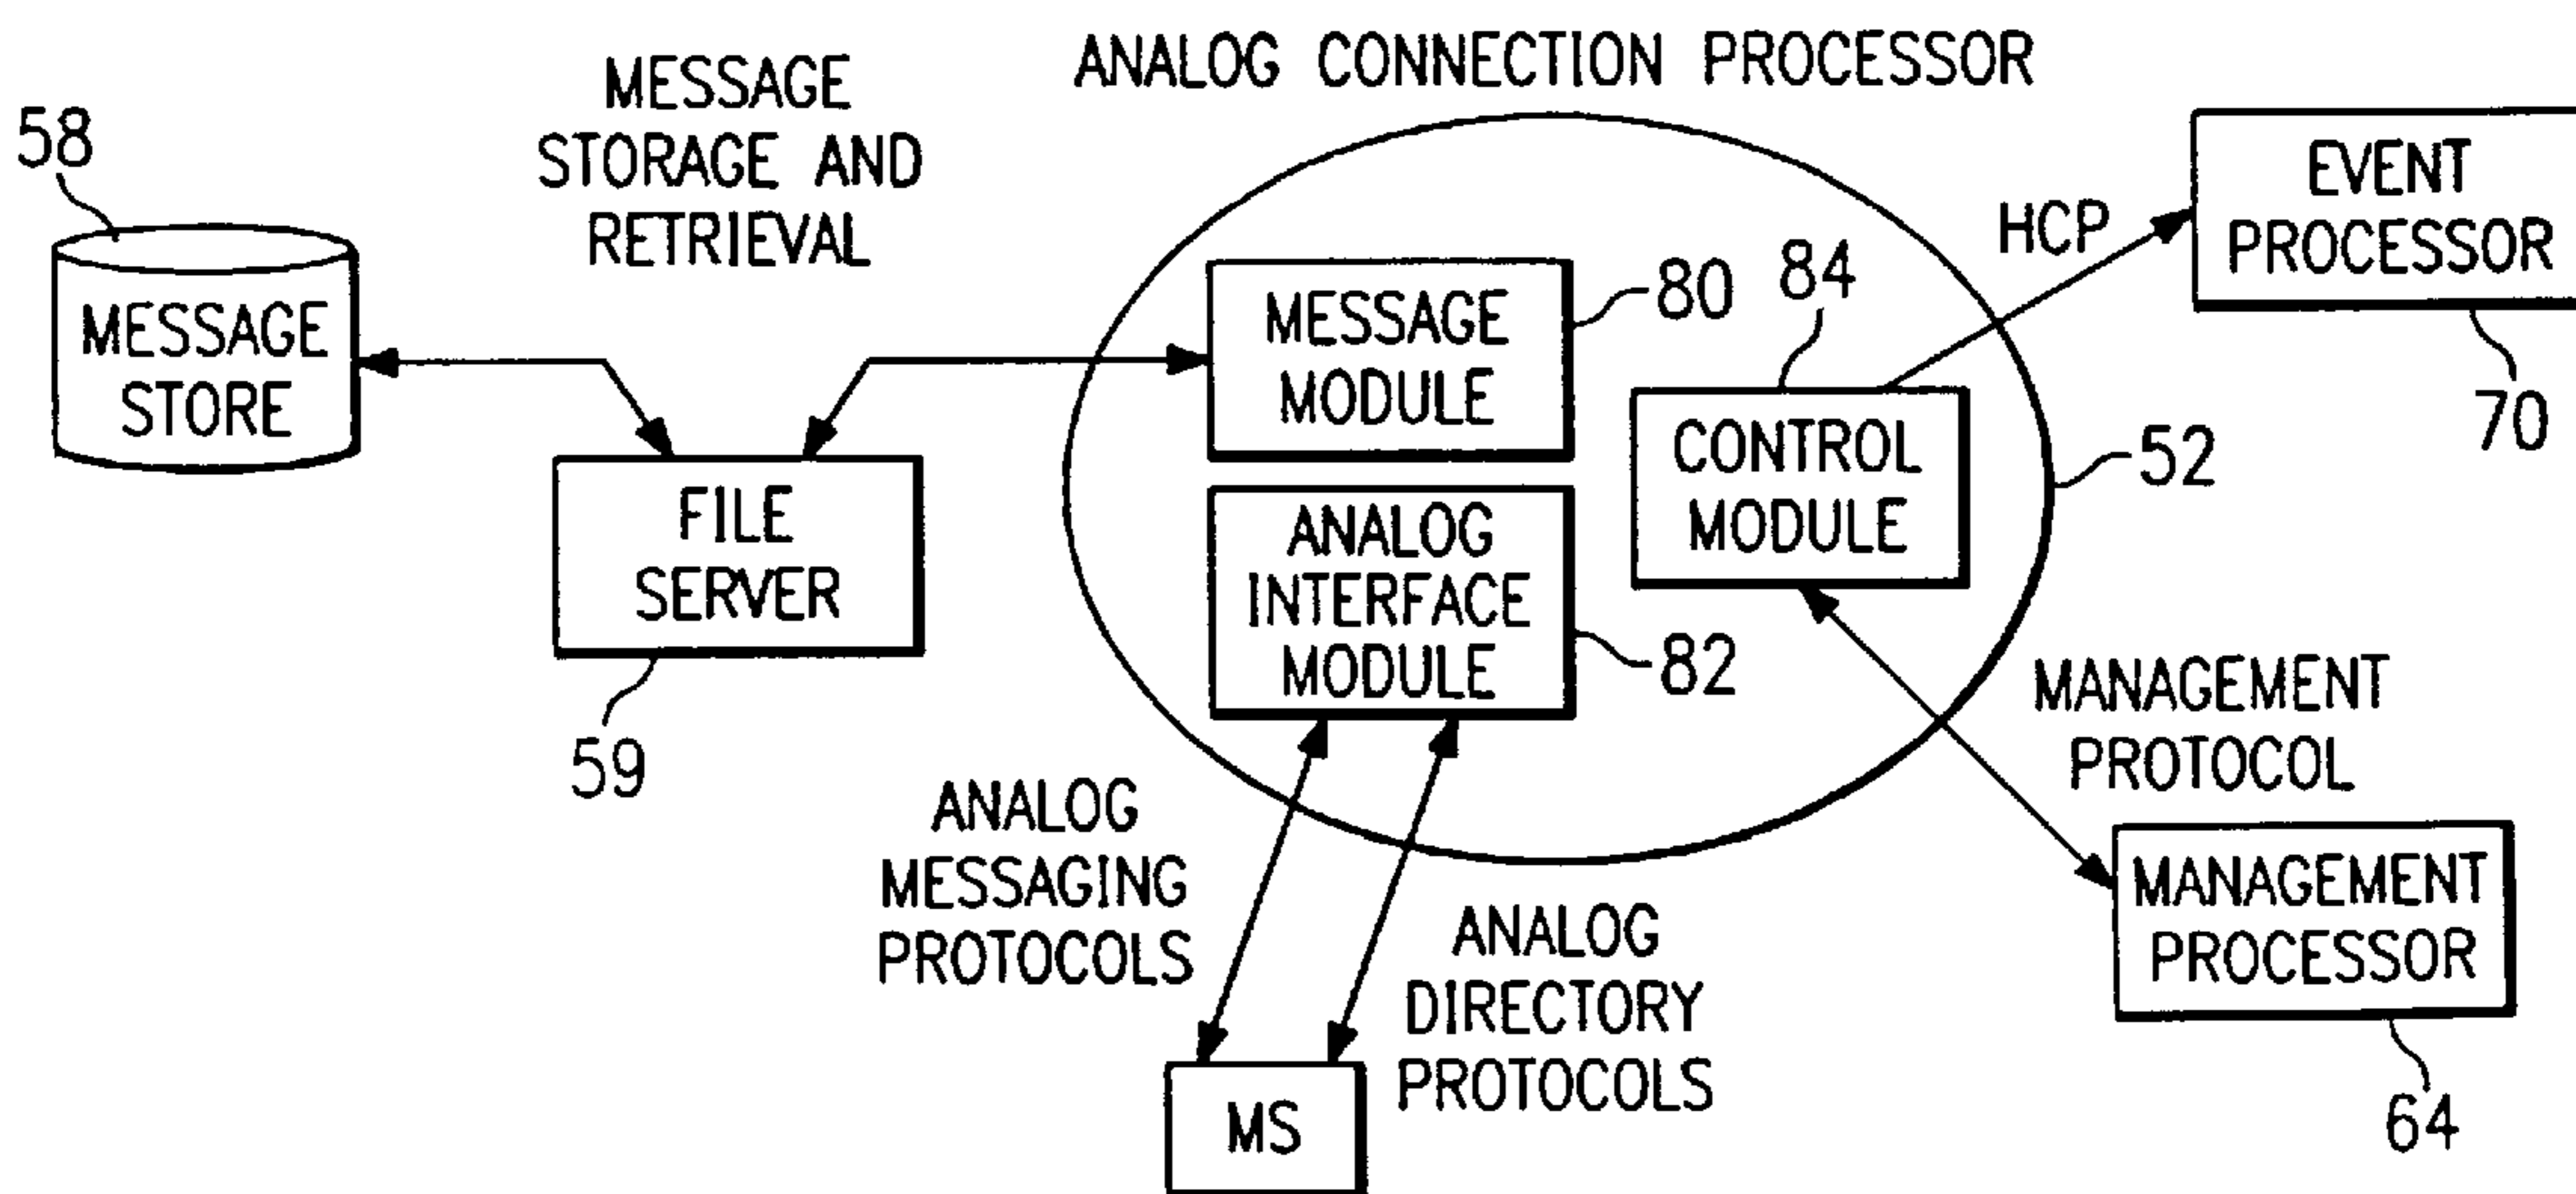 ANALOG CONNECTION PROCESSOR
58
MESSAGE
STORAGE AND
RETRIEVAL
MESSAGE
STORE
FILE
SERVER
59
MESSAGE
MODULE
80
ANALOG
INTERFACE
MODULE
82
84
CONTROL
MODULE
HCP
EVENT
PROCESSOR
70
52
MANAGEMENT
PROTOCOL
MANAGEMENT
PROCESSOR
64
ANALOG
MESSAGING
PROTOCOLS
ANALOG
DIRECTORY
PROTOCOLS
MS